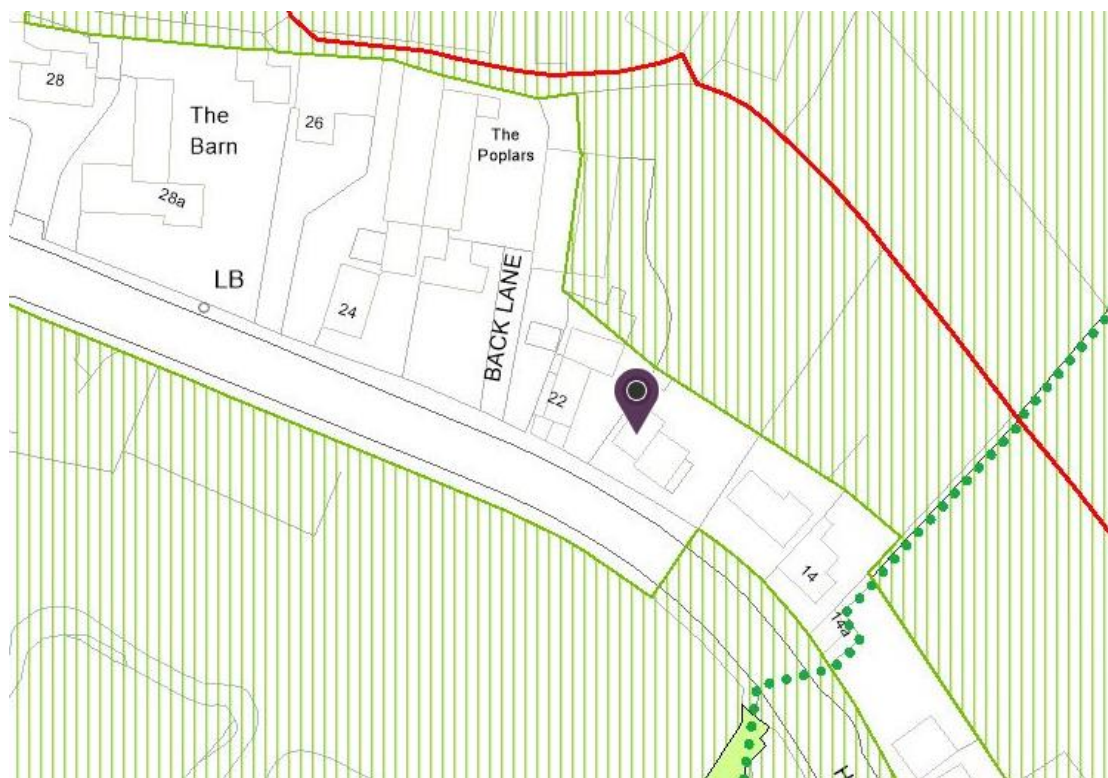 28
The
Barn
26
The
Poplars
28a
LB
24
BACK LANE
22
14
14a
H